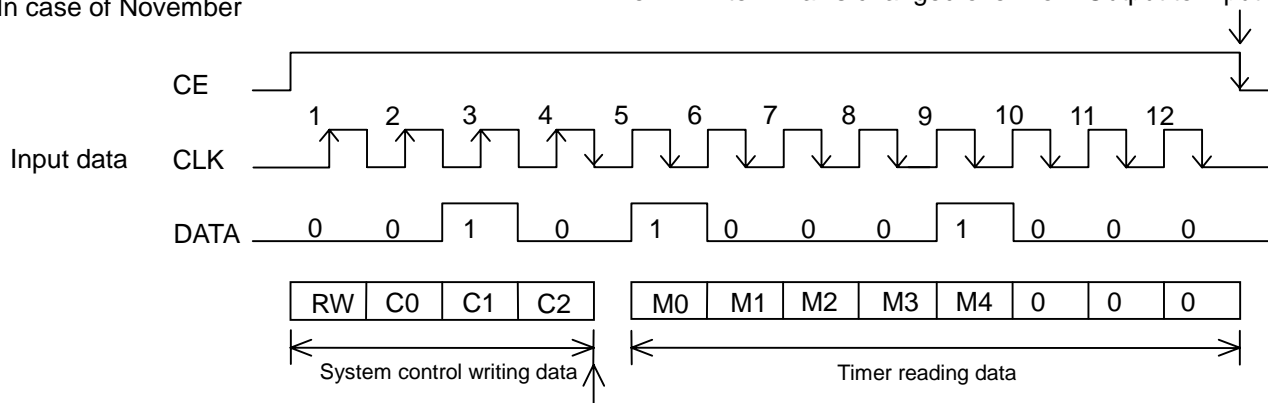 In case of November
CE
1 2 3 4 5 6 7 8 9 10 11 12
Input data CLK
DATA 0 0 1 0 1 0 0 0 1 0 0 0
RW C0 C1 C2 M0 M1 M2 M3 M4 0 0 0
System control writing data Timer reading data